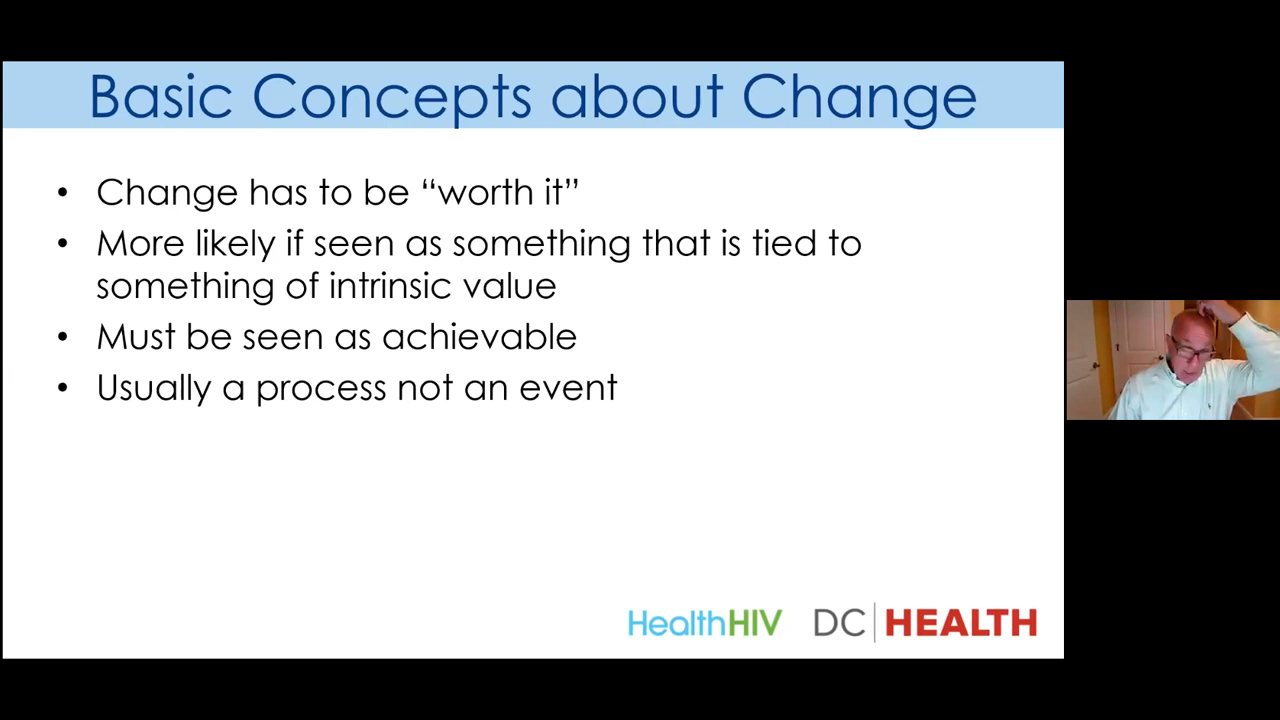 Basic Concepts about Change
• Change has to be “worth it”
• More likely if seen as something that is tied to
something of intrinsic value
• Must be seen as achievable
• Usually a process not an event
HealthHIV DC | HEALTH